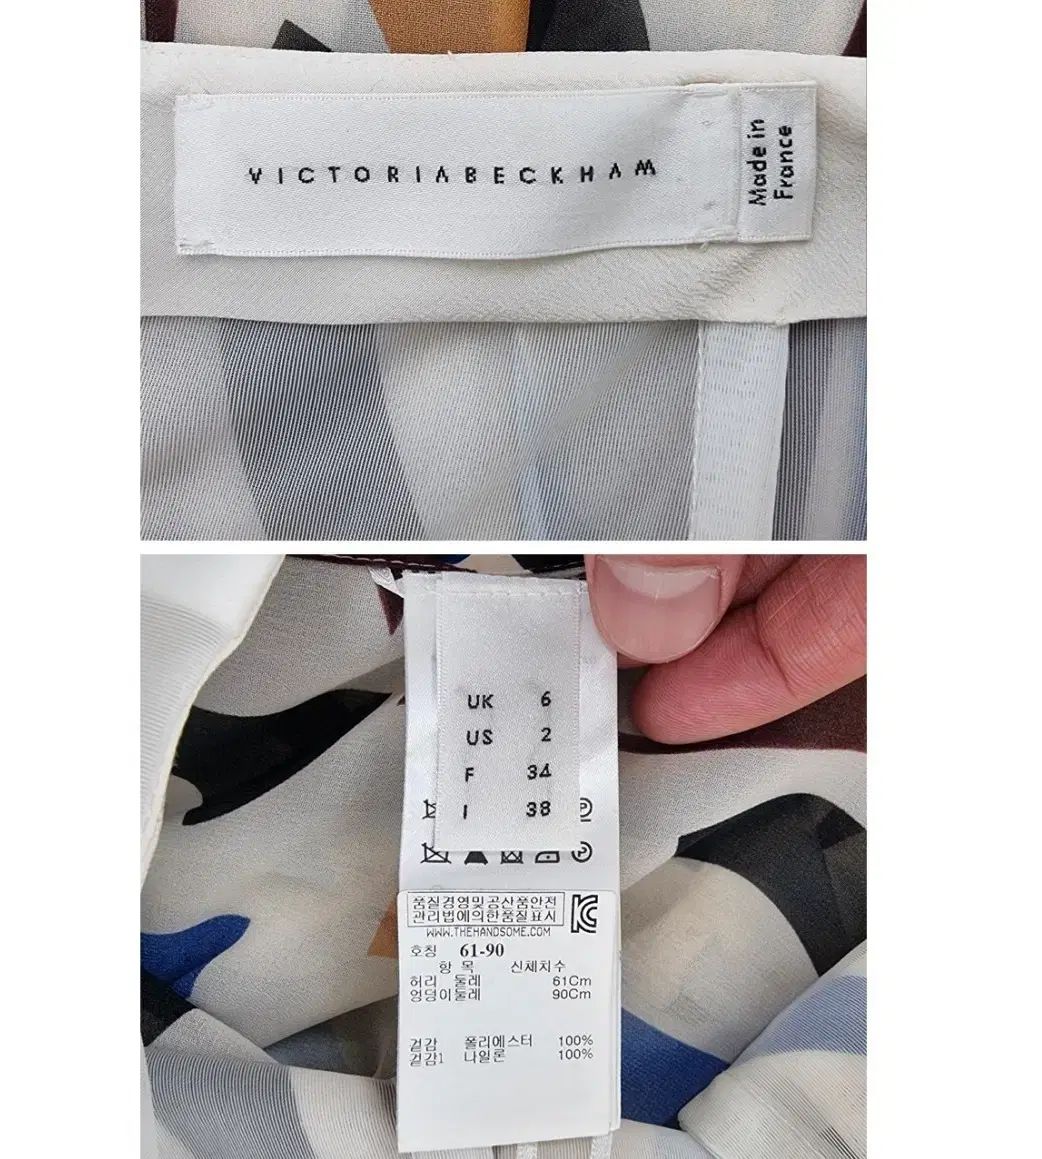 VICTORIABECKHAM
Made in
France
UK 6
US 2
F 34
I 38
품질경영및공산품안전
관리법에의한품질표시
WWW.THEHANDSOME.COM
호칭 61-90
항 목 신체치수
허리 둘레 61Cm
엉덩이둘레 90Cm
겉감 폴리에스터 100%
겉감1 나일론 100%